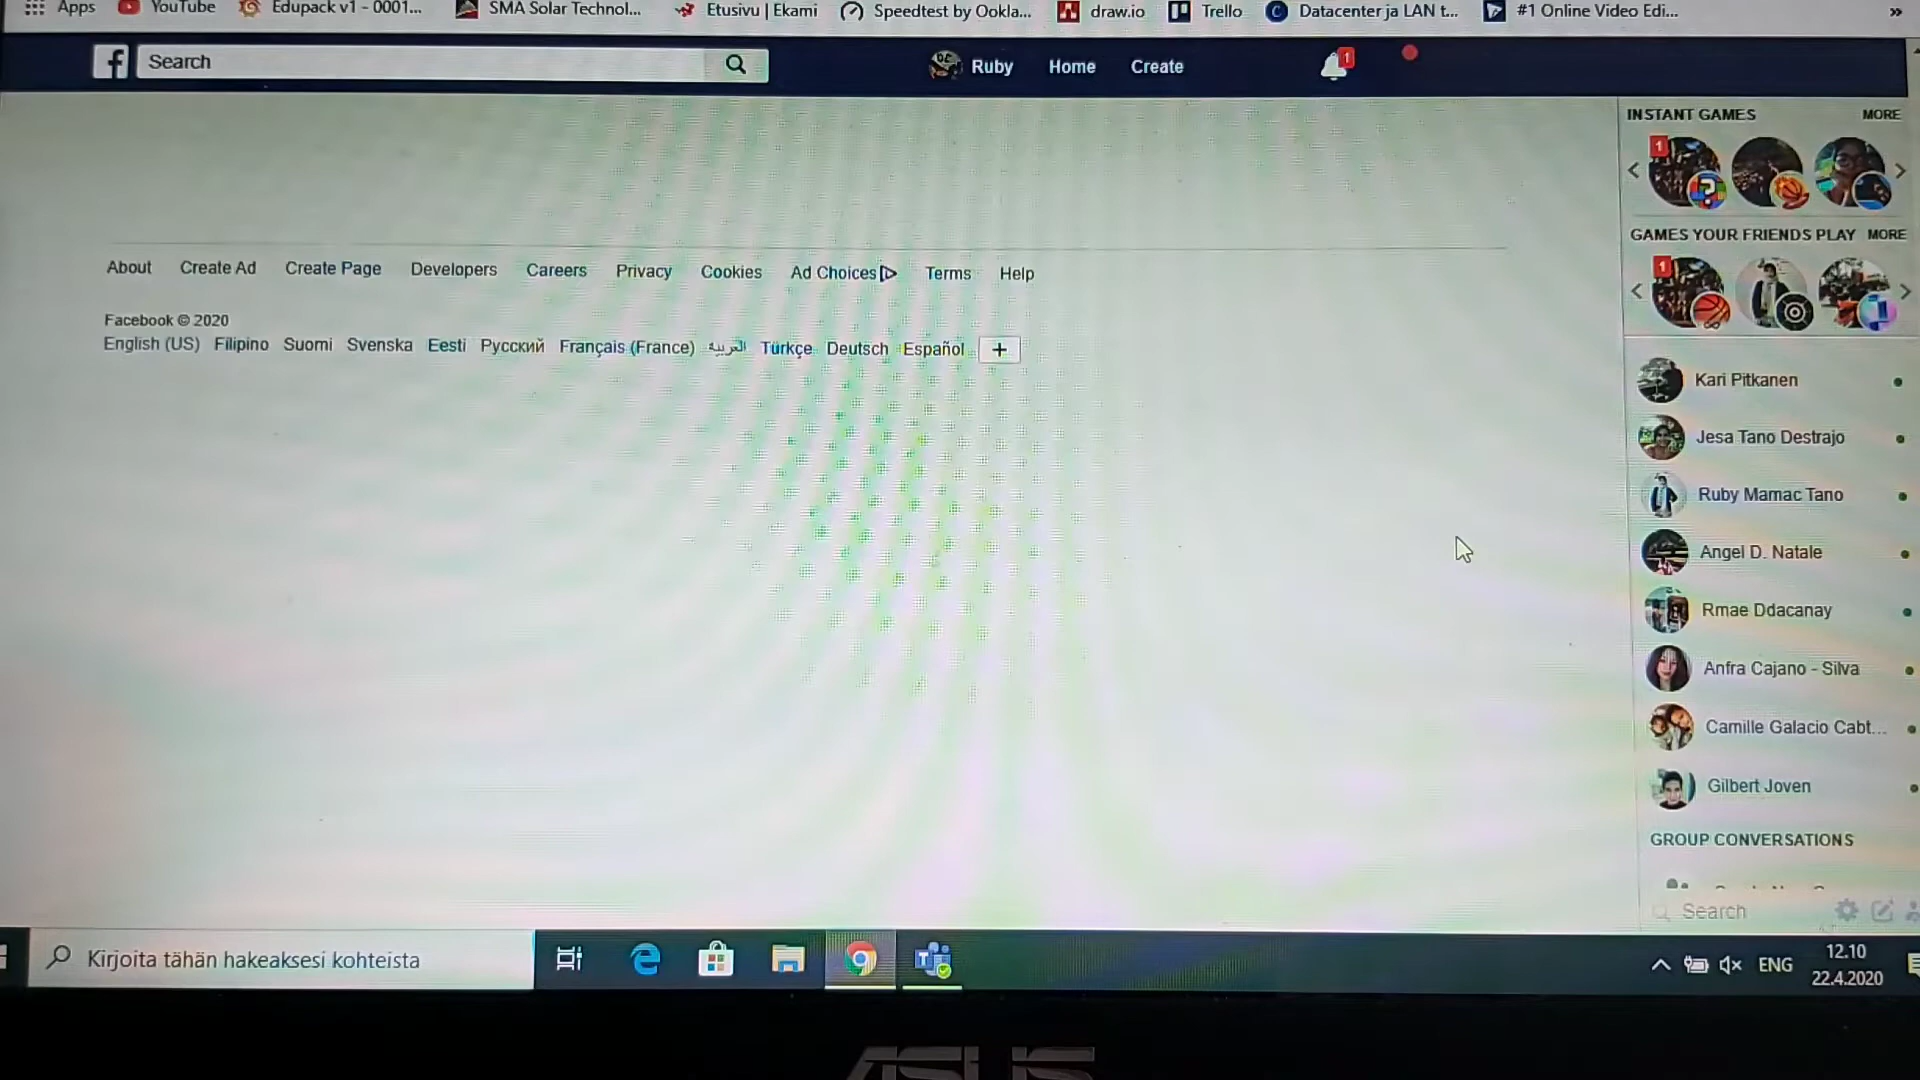 Apps YouTube Edupack v1 - 0001... SMA Solar Technol... Etusivu | Ekami Speedtest by Ookla... draw.io Trello Datacenter ja LAN t... #1 Online Video Edi... »
f Search Ruby Home Create 1
INSTANT GAMES MORE
1
GAMES YOUR FRIENDS PLAY MORE
1
About Create Ad Create Page Developers Careers Privacy Cookies Ad Choices Terms Help
Facebook © 2020
English (US) Filipino Suomi Svenska Eesti Русский Français (France) العربية Türkçe Deutsch Español +
Kari Pitkanen
Jesa Tano Destrajo
Ruby Mamac Tano
Angel D. Natale
Rmae Ddacanay
Anfra Cajano - Silva
Camille Galacio Cabt...
Gilbert Joven
GROUP CONVERSATIONS
Search
Kirjoita tähän hakeaksesi kohteista ENG 12.10
22.4.2020
ASUS